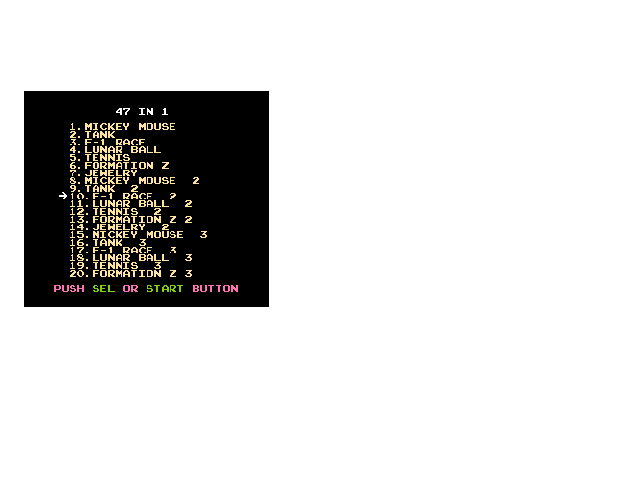 47 IN 1
1. MICKEY MOUSE
2. TANK
3. F-1 RACE
4. LUNAR BALL
5. TENNIS
6. FORMATION Z
7. JEWELRY
8. MICKEY MOUSE 2
9. TANK 2
→10. F-1 RACE 2
11. LUNAR BALL 2
12. TENNIS 2
13. FORMATION Z 2
14. JEWELRY 2
15. NICKEY MOUSE 3
16. TANK 3
17. F-1 RACE 3
18. LUNAR BALL 3
19. TENNIS 3
20. FORMATION Z 3
PUSH SEL OR START BUTTON